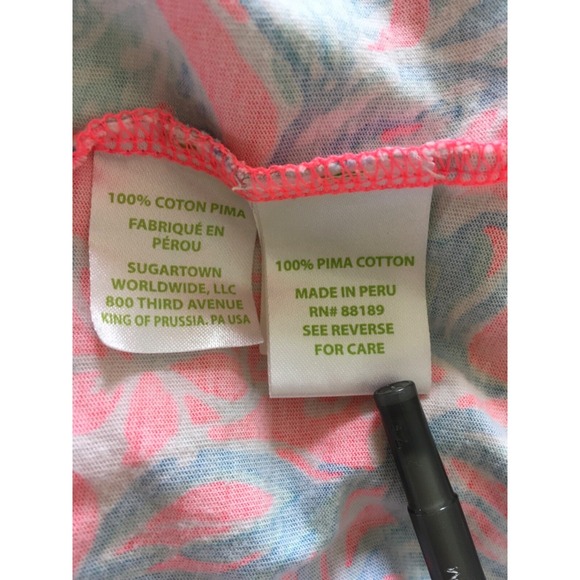 100% COTON PIMA
FABRIQUÉ EN
PÉROU
SUGARTOWN
WORLDWIDE, LLC
800 THIRD AVENUE
KING OF PRUSSIA. PA USA
100% PIMA COTTON
MADE IN PERU
RN# 88189
SEE REVERSE
FOR CARE